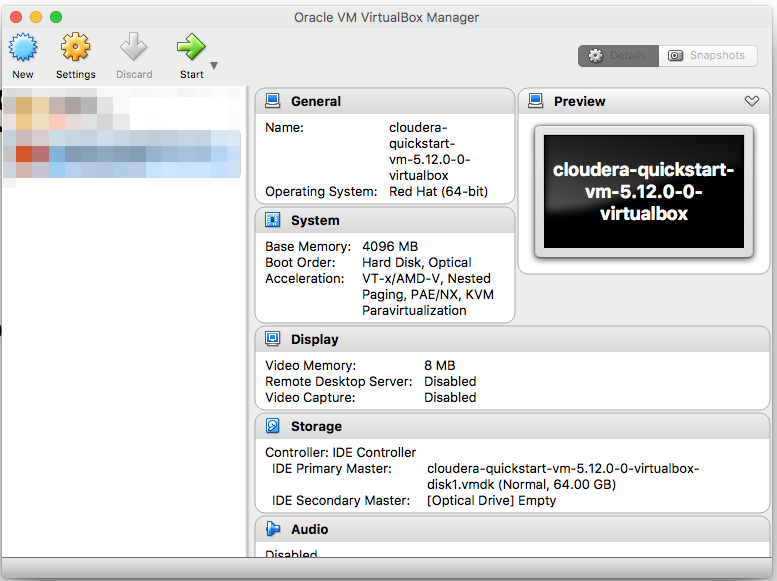 Oracle VM VirtualBox Manager
New Settings Discard Start
Details Snapshots
General
Name: cloudera-
quickstart-
vm-5.12.0-0-
virtualbox
Operating System: Red Hat (64-bit)
System
Base Memory: 4096 MB
Boot Order: Hard Disk, Optical
Acceleration: VT-x/AMD-V, Nested
Paging, PAE/NX, KVM
Paravirtualization
Preview
cloudera-quickstart-
vm-5.12.0-0-
virtualbox
Display
Video Memory: 8 MB
Remote Desktop Server: Disabled
Video Capture: Disabled
Storage
Controller: IDE Controller
IDE Primary Master: cloudera-quickstart-vm-5.12.0-0-virtualbox-
disk1.vmdk (Normal, 64.00 GB)
IDE Secondary Master: [Optical Drive] Empty
Audio
Disabled